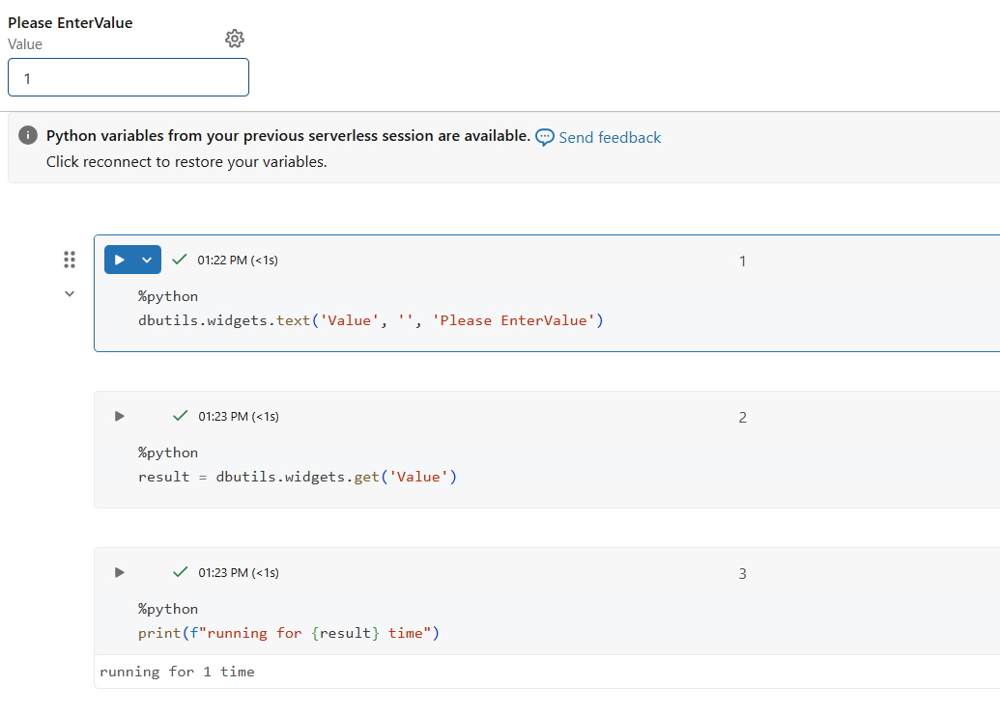 Please EnterValue
Value
1
Python variables from your previous serverless session are available. Send feedback
Click reconnect to restore your variables.
01:22 PM (<1s) 1
%python
dbutils.widgets.text('Value', '', 'Please EnterValue')
01:23 PM (<1s) 2
%python
result = dbutils.widgets.get('Value')
01:23 PM (<1s) 3
%python
print(f"running for {result} time")
running for 1 time